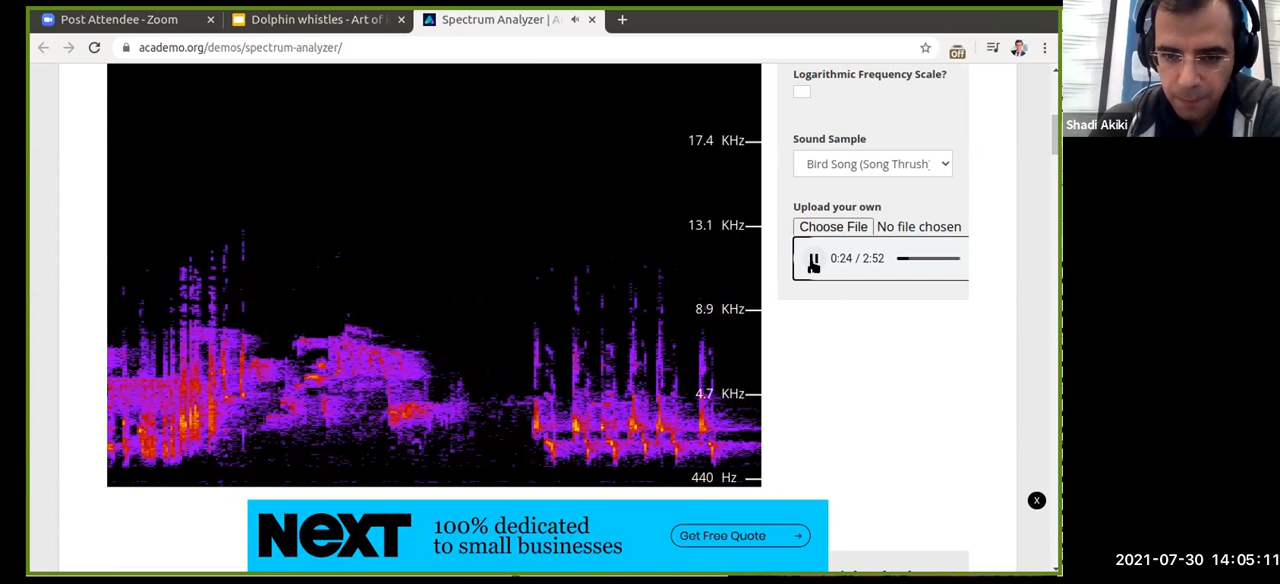 Post Attendee - Zoom
Dolphin whistles - Art of
Spectrum Analyzer | A
academo.org/demos/spectrum-analyzer/
Off
Logarithmic Frequency Scale?
Shadi Akiki
17.4 KHz
Sound Sample
Bird Song (Song Thrush)
Upload your own
13.1 KHz
Choose File No file chosen
0:24 / 2:52
8.9 KHz
4.7 KHz
440 Hz
X
NEXT
100% dedicated
to small businesses
Get Free Quote →
2021-07-30 14:05:11